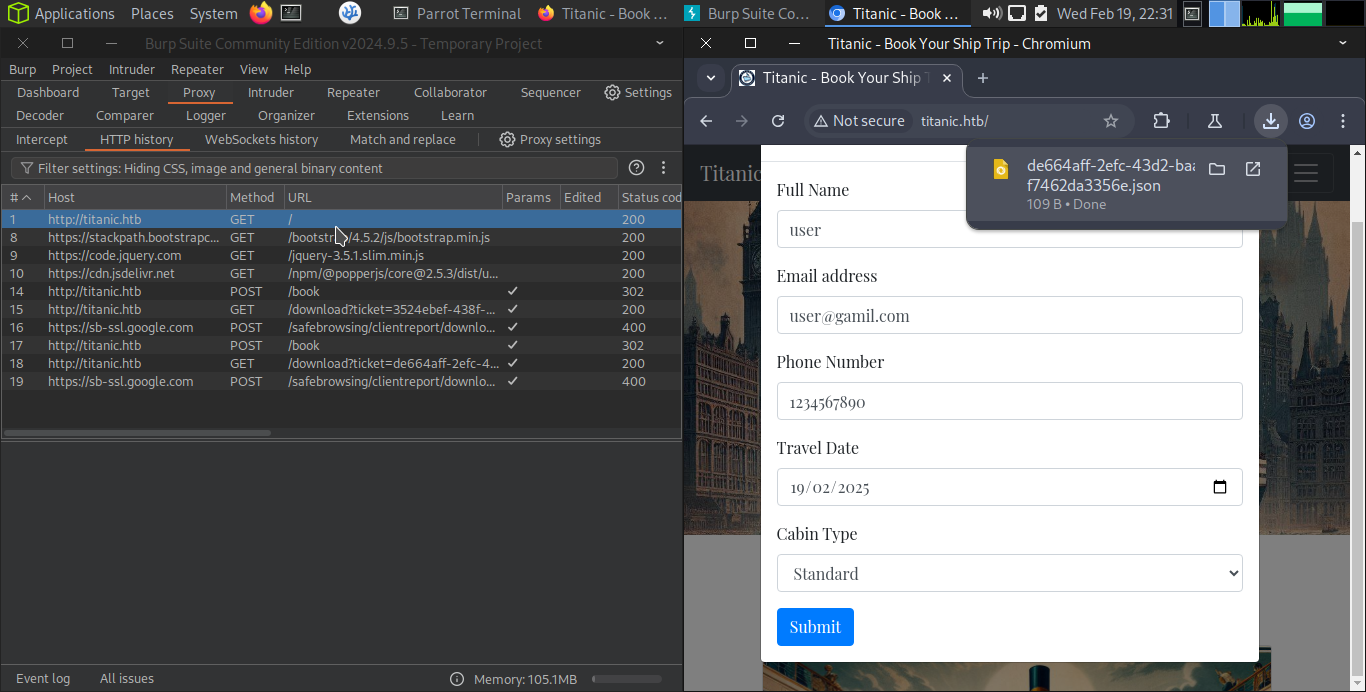 Applications Places System Parrot Terminal Titanic - Book ... Burp Suite Co... Titanic - Book ... Wed Feb 19, 22:31
Burp Suite Community Edition v2024.9.5 - Temporary Project
Burp Project Intruder Repeater View Help
Dashboard Target Proxy Intruder Repeater Collaborator Sequencer Settings
Decoder Comparer Logger Organizer Extensions Learn
Intercept HTTP history WebSockets history Match and replace Proxy settings
Filter settings: Hiding CSS, image and general binary content
# Host Method URL Params Edited Status cod
1 http://titanic.htb GET / 200
8 https://stackpath.bootstrapc... GET /bootstr /4.5.2/js/bootstrap.min.js 200
9 https://code.jquery.com GET /jquery-3.5.1.slim.min.js 200
10 https://cdn.jsdelivr.net GET /npm/@popperjs/core@2.5.3/dist/u... 200
14 http://titanic.htb POST /book ✓ 302
15 http://titanic.htb GET /download?ticket=3524ebef-438f-... ✓ 200
16 https://sb-ssl.google.com POST /safebrowsing/clientreport/downlo... ✓ 400
17 http://titanic.htb POST /book ✓ 302
18 http://titanic.htb GET /download?ticket=de664aff-2efc-4... ✓ 200
19 https://sb-ssl.google.com POST /safebrowsing/clientreport/downlo... ✓ 400
Event log All issues Memory: 105.1MB
Titanic - Book Your Ship Trip - Chromium
Titanic - Book Your Ship T
Not secure titanic.htb/
Titanic
de664aff-2efc-43d2-baa
f7462da3356e.json
109 B • Done
Full Name
user
Email address
user@gamil.com
Phone Number
1234567890
Travel Date
19/02/2025
Cabin Type
Standard
Submit